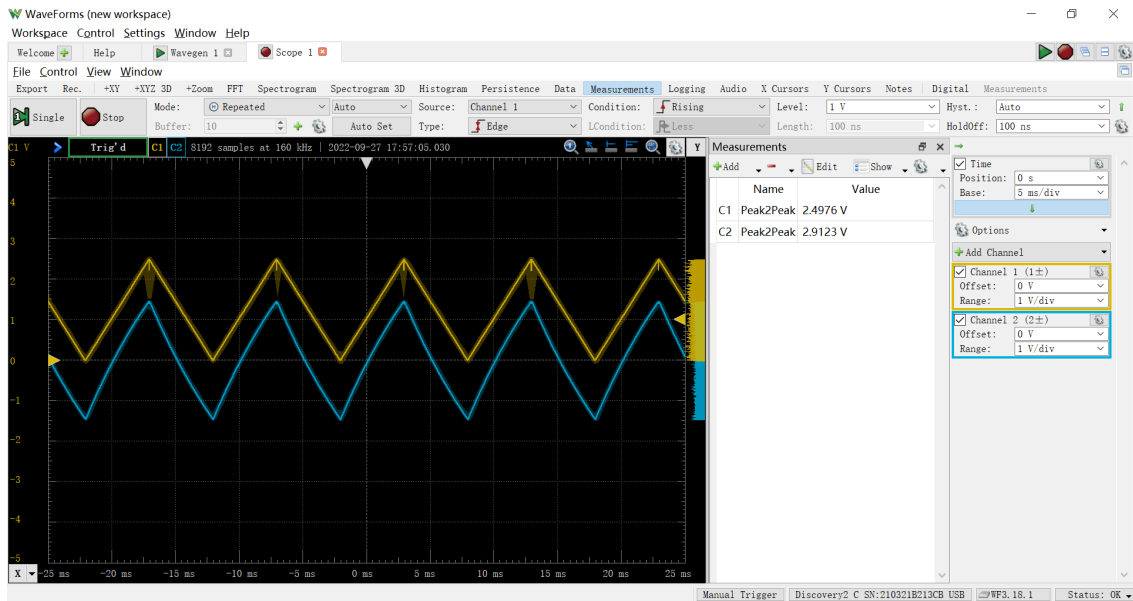 WaveForms (new workspace)
Workspace Control Settings Window Help
Welcome Help Wavegen 1 Scope 1
File Control View Window
Export Rec. +XY +XYZ 3D +Zoom FFT Spectrogram Spectrogram 3D Histogram Persistence Data Measurements Logging Audio X Cursors Y Cursors Notes Digital Measurements
Single Stop Mode: Repeated Auto Source: Channel 1 Condition: Rising Level: 1 V Hyst.: Auto
Buffer: 10 Auto Set Type: Edge LCondition: Less Length: 100 ns HoldOff: 100 ns
C1 V Trig'd C1 C2 8192 samples at 160 kHz | 2022-09-27 17:57:05.030 Y
5
4
3
2
1
0
-1
-2
-3
-4
-5
X -25 ms -20 ms -15 ms -10 ms -5 ms 0 ms 5 ms 10 ms 15 ms 20 ms 25 ms
Measurements
Add Edit Show
Name Value
C1 Peak2Peak 2.4976 V
C2 Peak2Peak 2.9123 V
Time
Position: 0 s
Base: 5 ms/div
Options
Add Channel
Channel 1 (1±)
Offset: 0 V
Range: 1 V/div
Channel 2 (2±)
Offset: 0 V
Range: 1 V/div
Manual Trigger Discovery2 C SN:210321B213CB USB WF3.18.1 Status: OK